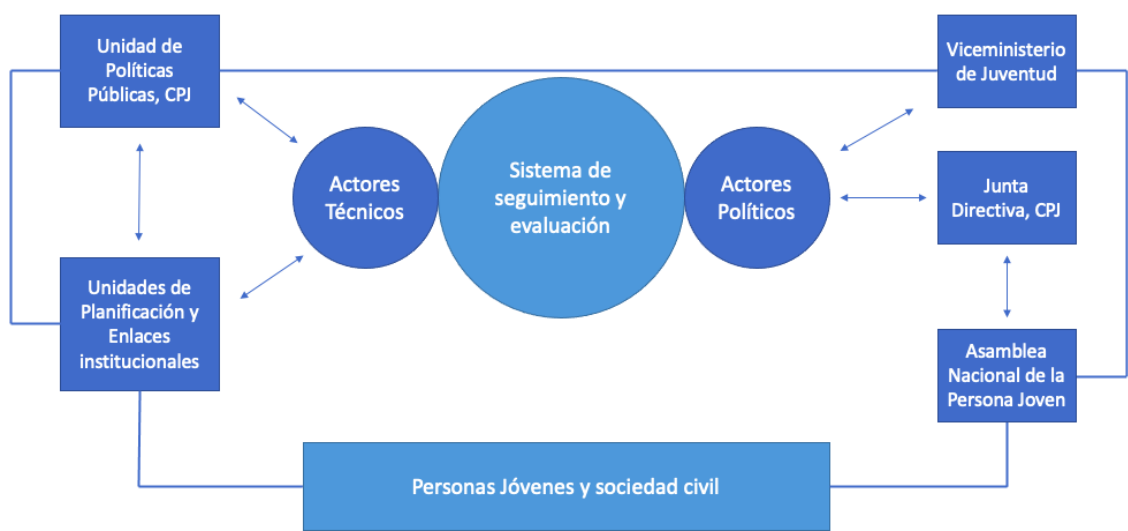 Unidad de
Políticas
Públicas, CPJ
Viceministerio
de Juventud
Sistema de
seguimiento y
evaluación
Actores
Técnicos
Actores
Políticos
Junta
Directiva, CPJ
Unidades de
Planificación y
Enlaces
institucionales
Asamblea
Nacional de la
Persona Joven
Personas Jóvenes y sociedad civil